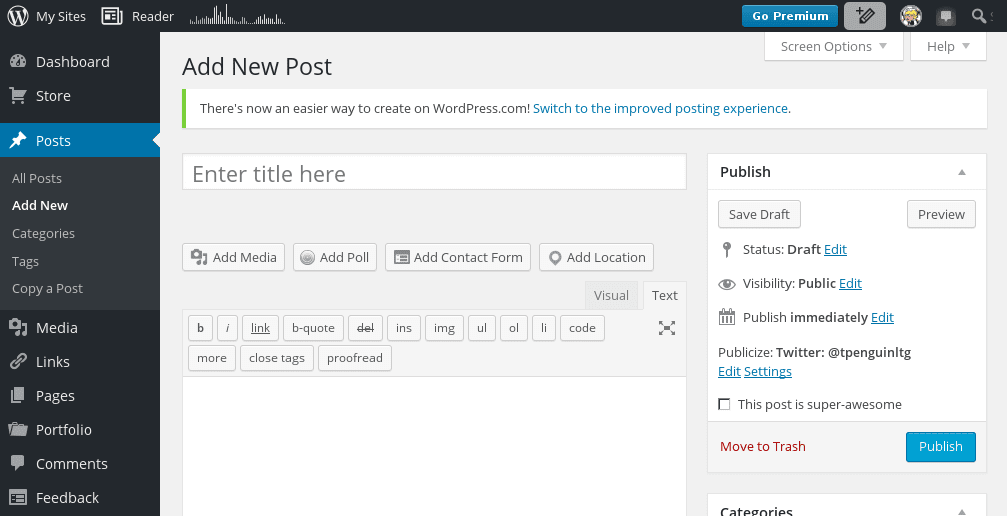 My Sites Reader Go Premium
Dashboard
Store
Posts
All Posts
Add New
Categories
Tags
Copy a Post
Media
Links
Pages
Portfolio
Comments
Feedback
Screen Options Help
Add New Post
There's now an easier way to create on WordPress.com! Switch to the improved posting experience.
Enter title here
Add Media Add Poll Add Contact Form Add Location
Visual Text
b i link b-quote del ins img ul ol li code
more close tags proofread
Publish
Save Draft Preview
Status: Draft Edit
Visibility: Public Edit
Publish immediately Edit
Publicize: Twitter: @tpenguinltg
Edit Settings
This post is super-awesome
Move to Trash Publish
Categories